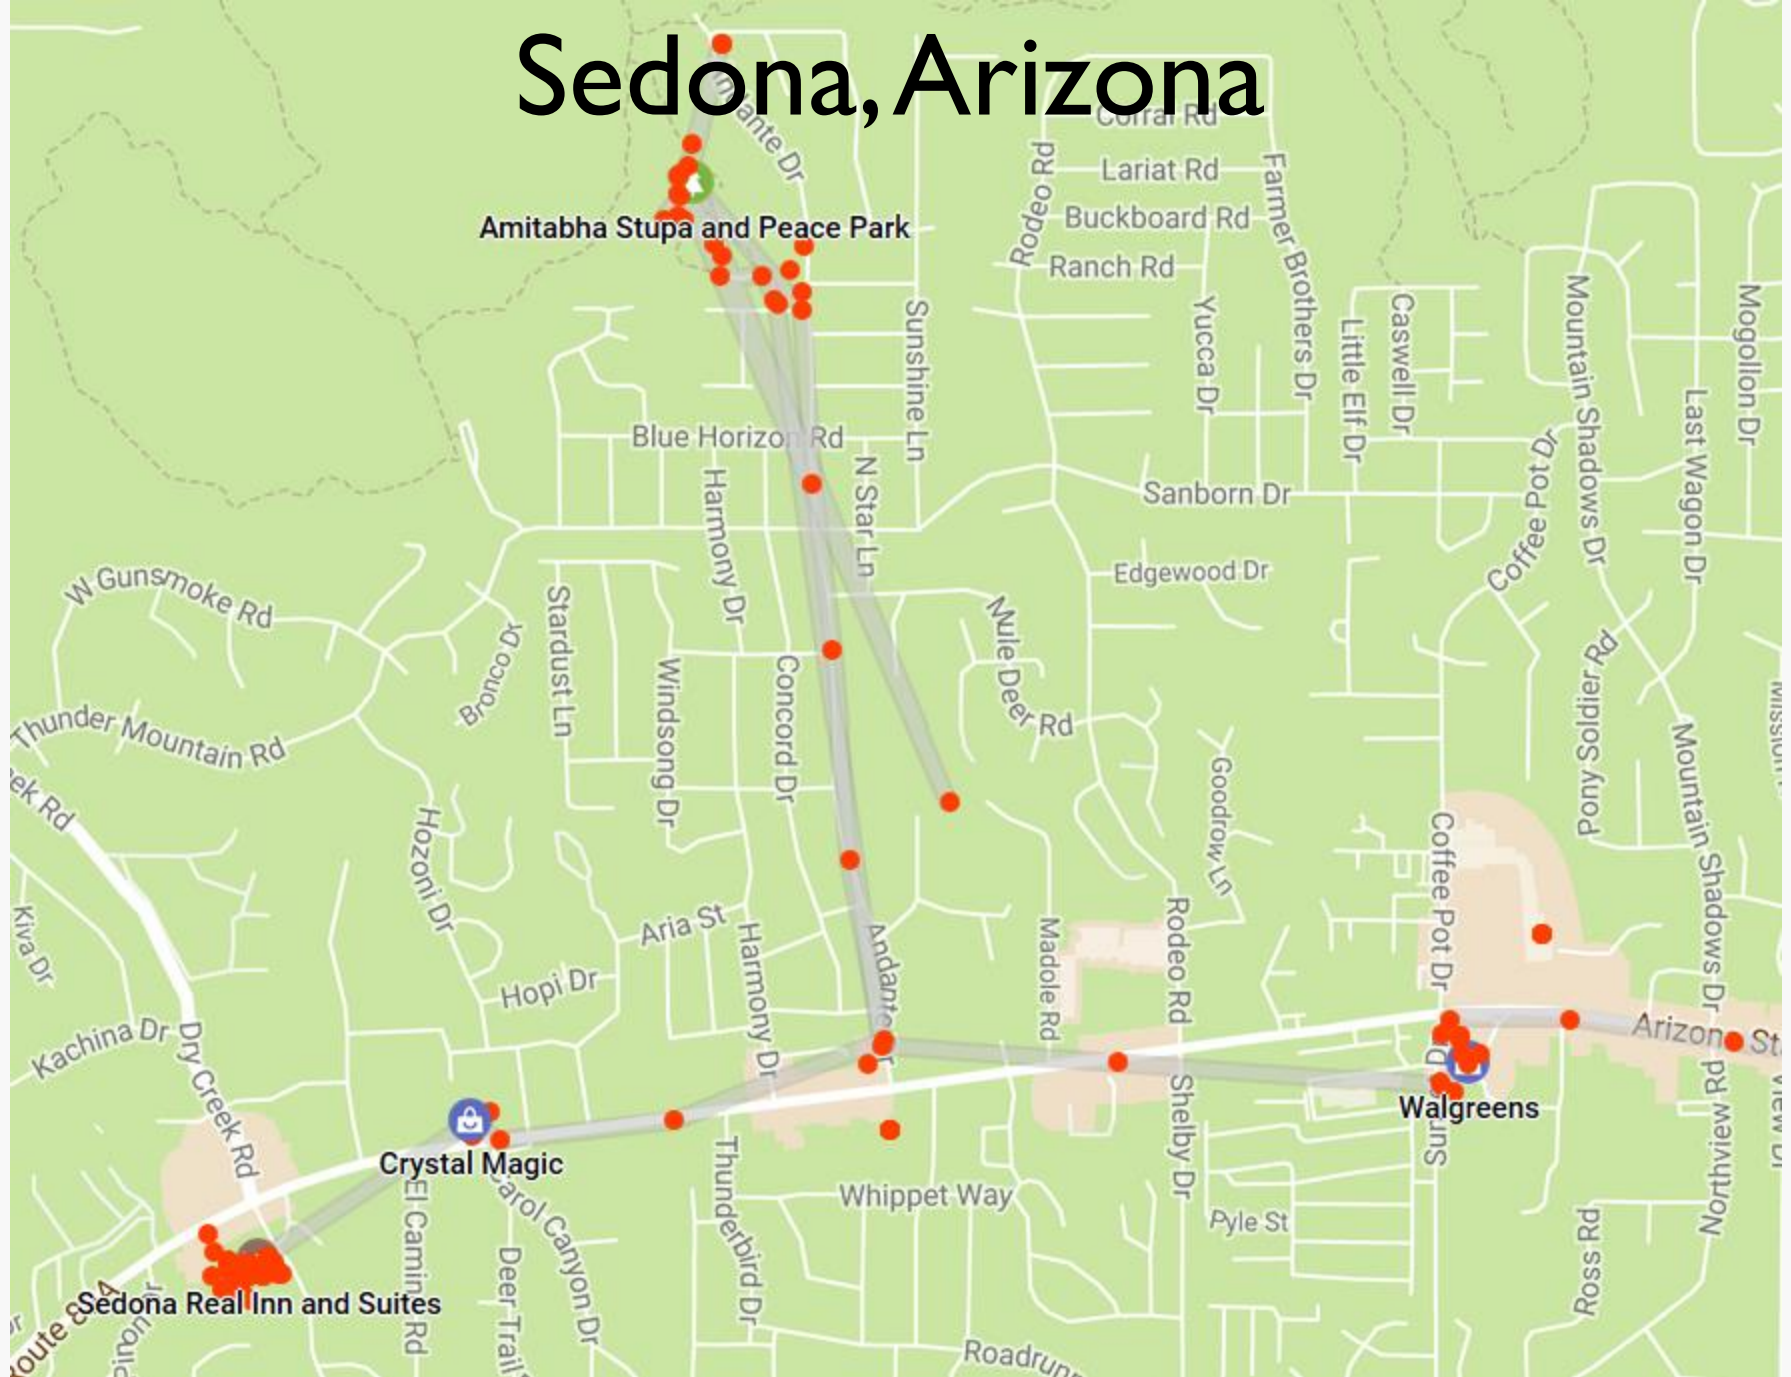 Sedona, Arizona
Andante Dr
Corral Rd
Rodeo Rd
Lariat Rd
Farmer Brothers Dr
Buckboard Rd
Amitabha Stupa and Peace Park
Ranch Rd
Sunshine Ln
Yucca Dr
Little Elf Dr
Caswell Dr
Mountain Shadows Dr
Mogollon Dr
Last Wagon Dr
Blue Horizon Rd
N Star Ln
Harmony Dr
Sanborn Dr
Coffee Pot Dr
W Gunsmoke Rd
Edgewood Dr
Bronco Dr
Stardust Ln
Windsong Dr
Concord Dr
Mule Deer Rd
Pony Soldier Rd
Thunder Mountain Rd
eek Rd
Goodrow Ln
Hozoni Dr
Coffee Pot Dr
Mountain Shadows Dr
Kiva Dr
Aria St
Harmony Dr
Andante
Madole Rd
Rodeo Rd
Hopi Dr
Kachina Dr
Dry Creek Rd
Arizona St
Shelby Dr
Walgreens
Northview Rd
View Dr
Crystal Magic
El Camino Rd
Carol Canyon Dr
Deer Trail
Thunderbird Dr
Whippet Way
Pyle St
Ross Rd
Sedona Real Inn and Suites
Roadrun